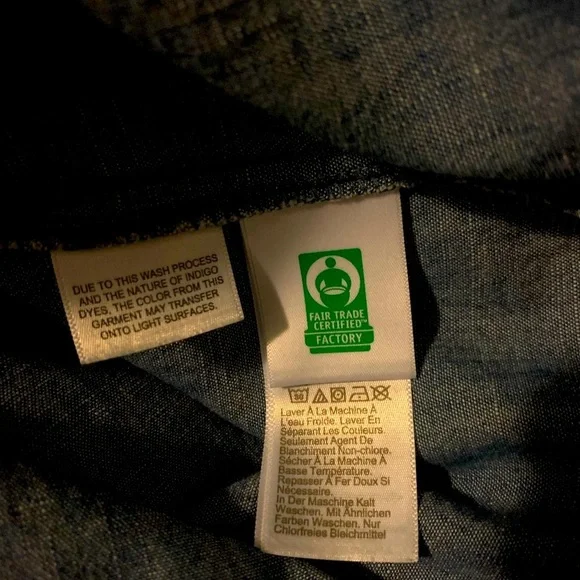 DUE TO THIS WASH PROCESS
AND THE NATURE OF INDIGO
DYES, THE COLOR FROM THIS
GARMENT MAY TRANSFER
ONTO LIGHT SURFACES.
FAIR TRADE
CERTIFIED™
FACTORY
30
Laver À La Machine À
L'eau Froide. Laver En
Séparant Les Couleurs.
Seulement Agent De
Blanchiment Non-chlore.
Sécher À La Machine À
Basse Température.
Repasser À Fer Doux Si
Nécessaire.
In Der Maschine Kalt
Waschen. Mit Ähnlichen
Farben Waschen. Nur
Chlorfreies Bleichmittel